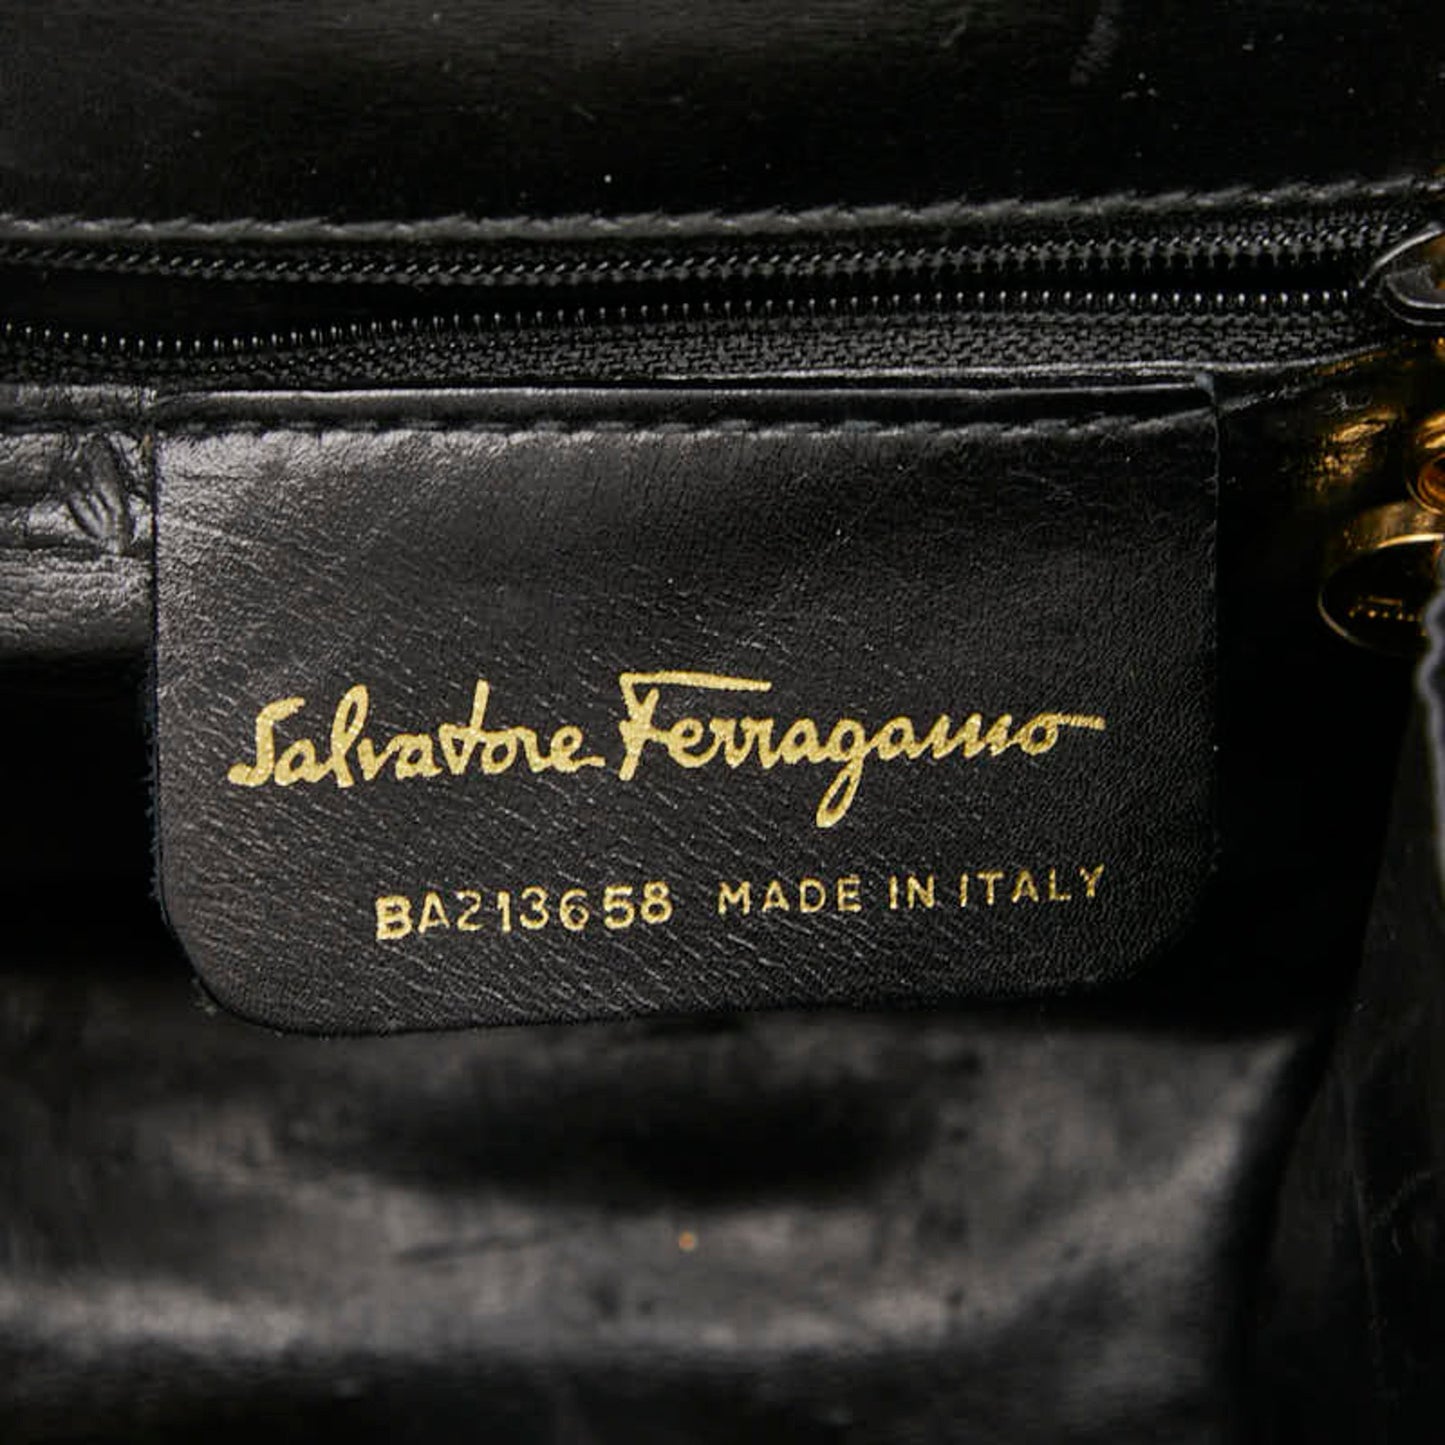 Salvatore Ferragamo
BA213658 MADE IN ITALY